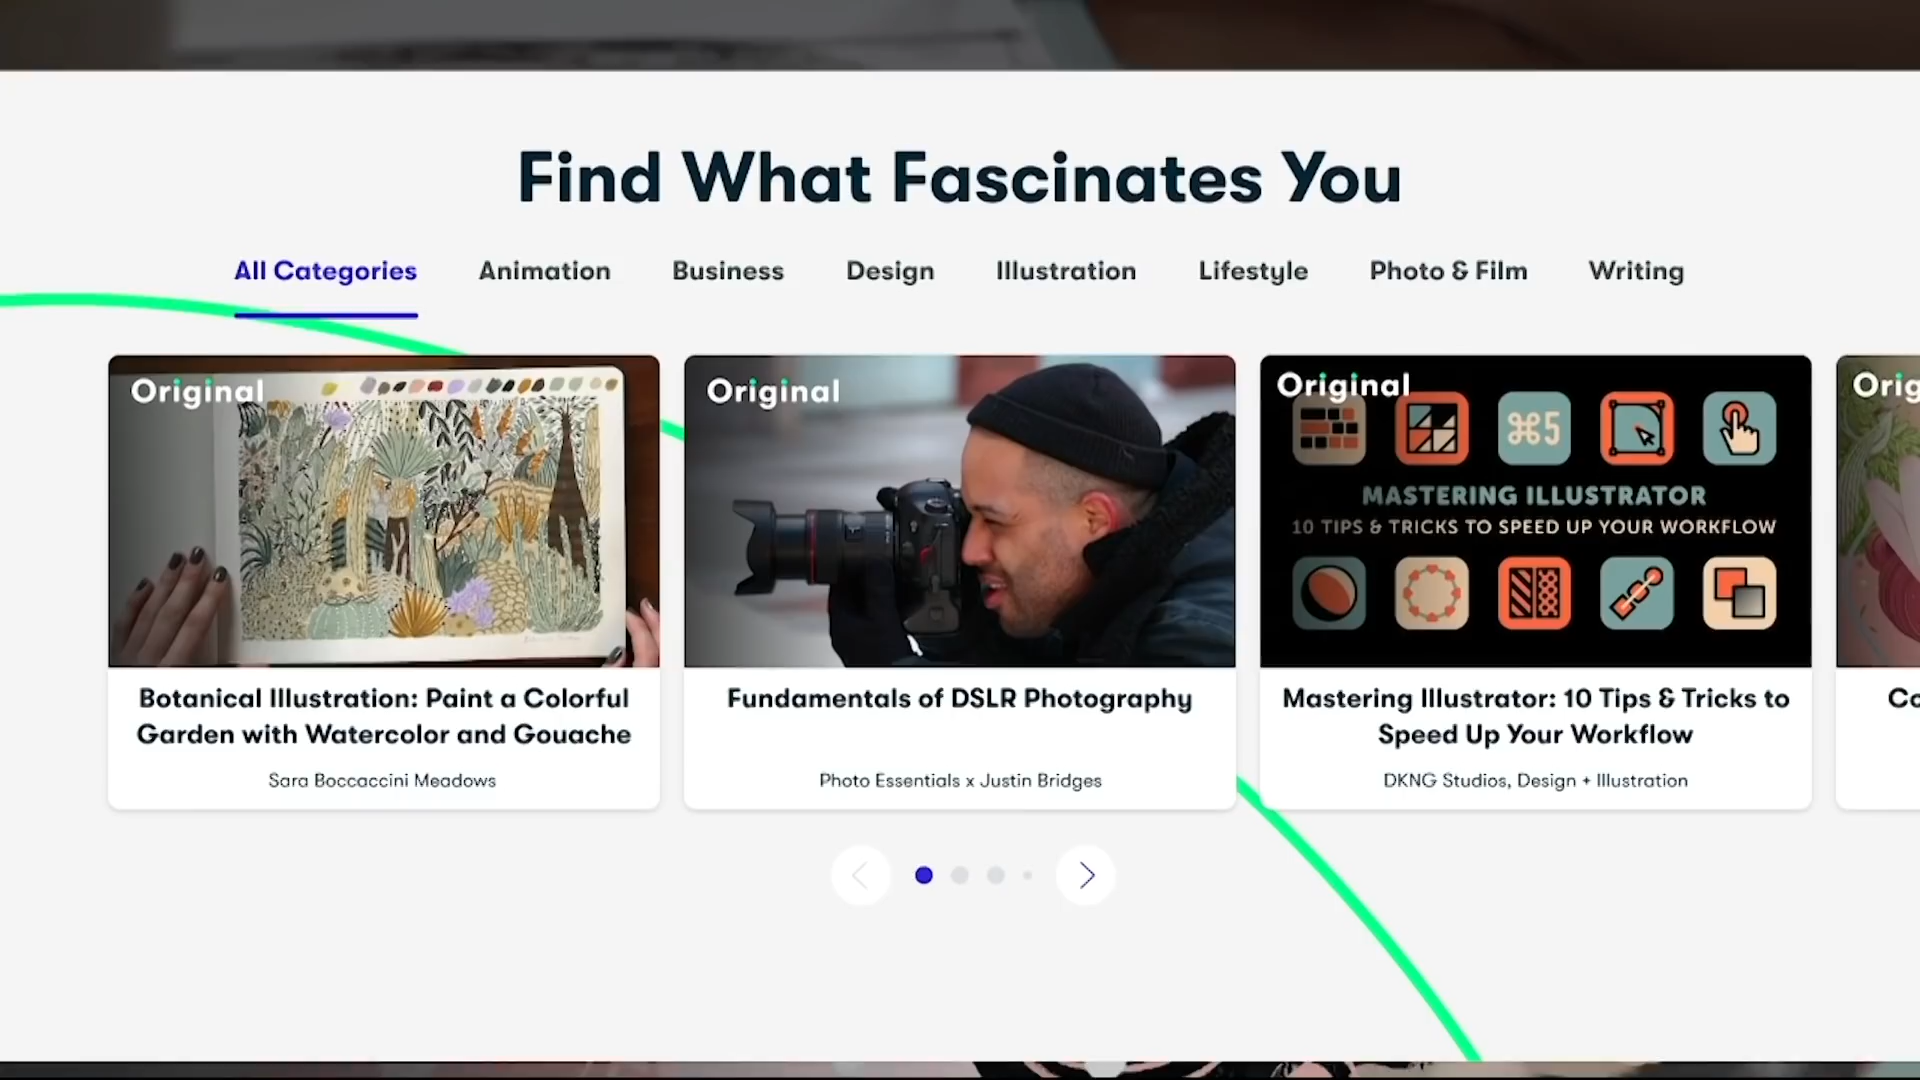 Find What Fascinates You
All Categories Animation Business Design Illustration Lifestyle Photo & Film Writing
Original
Botanical Illustration: Paint a Colorful
Garden with Watercolor and Gouache
Sara Boccaccini Meadows
Original
Fundamentals of DSLR Photography
Photo Essentials x Justin Bridges
Original
⌘5
MASTERING ILLUSTRATOR
10 TIPS & TRICKS TO SPEED UP YOUR WORKFLOW
Mastering Illustrator: 10 Tips & Tricks to
Speed Up Your Workflow
DKNG Studios, Design + Illustration
Orig
Co